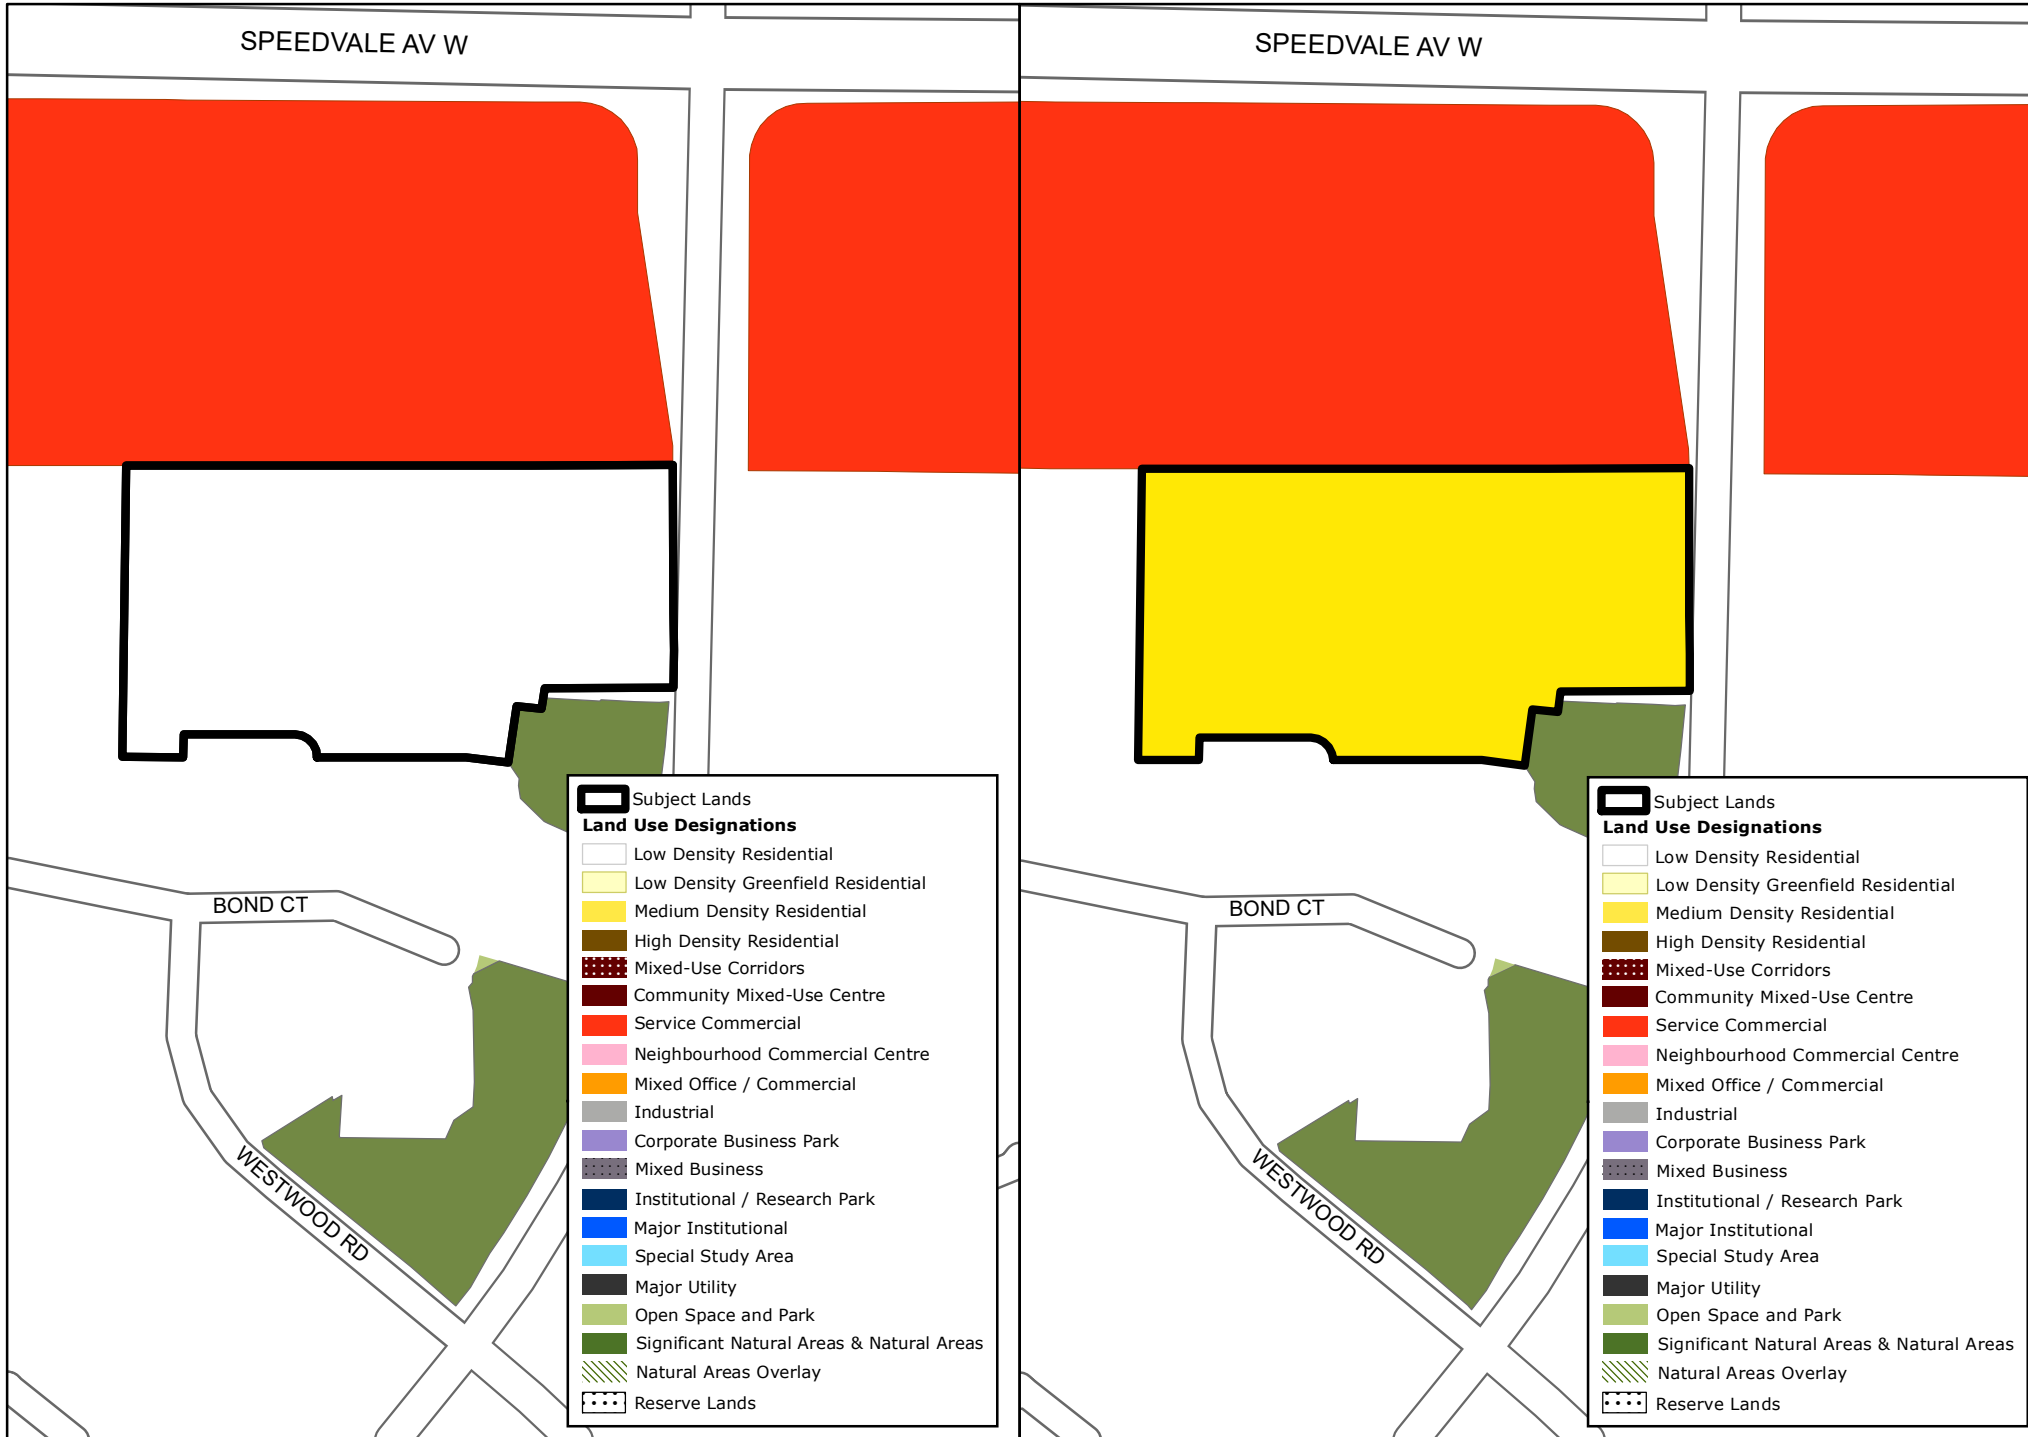 SPEEDVALE AV W
BOND CT
WESTWOOD RD
Subject Lands
Land Use Designations
Low Density Residential
Low Density Greenfield Residential
Medium Density Residential
High Density Residential
Mixed-Use Corridors
Community Mixed-Use Centre
Service Commercial
Neighbourhood Commercial Centre
Mixed Office / Commercial
Industrial
Corporate Business Park
Mixed Business
Institutional / Research Park
Major Institutional
Special Study Area
Major Utility
Open Space and Park
Significant Natural Areas & Natural Areas
Natural Areas Overlay
Reserve Lands
SPEEDVALE AV W
BOND CT
WESTWOOD RD
Subject Lands
Land Use Designations
Low Density Residential
Low Density Greenfield Residential
Medium Density Residential
High Density Residential
Mixed-Use Corridors
Community Mixed-Use Centre
Service Commercial
Neighbourhood Commercial Centre
Mixed Office / Commercial
Industrial
Corporate Business Park
Mixed Business
Institutional / Research Park
Major Institutional
Special Study Area
Major Utility
Open Space and Park
Significant Natural Areas & Natural Areas
Natural Areas Overlay
Reserve Lands